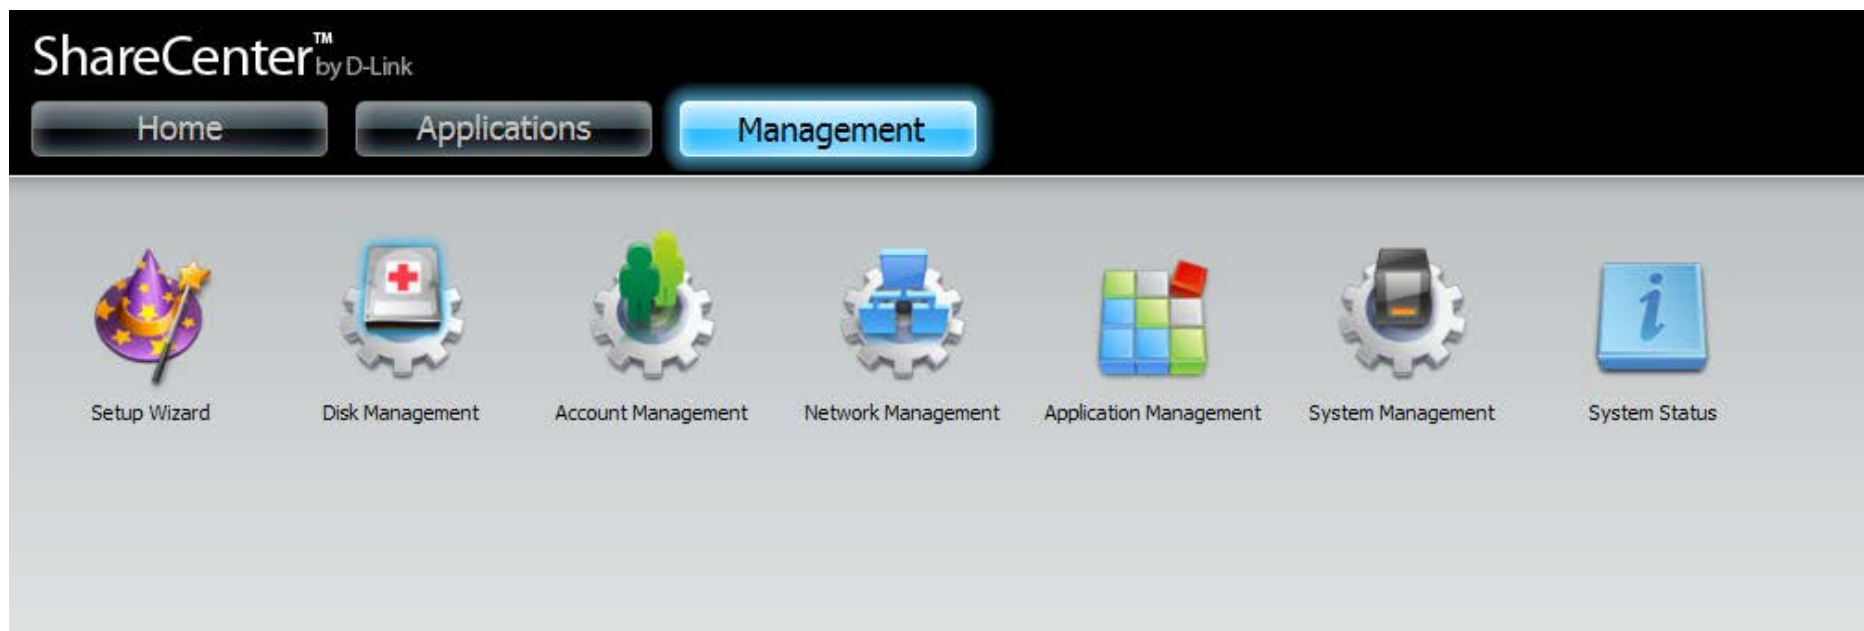 ShareCenter™ by D-Link
Home Applications Management
Setup Wizard Disk Management Account Management Network Management Application Management System Management System Status